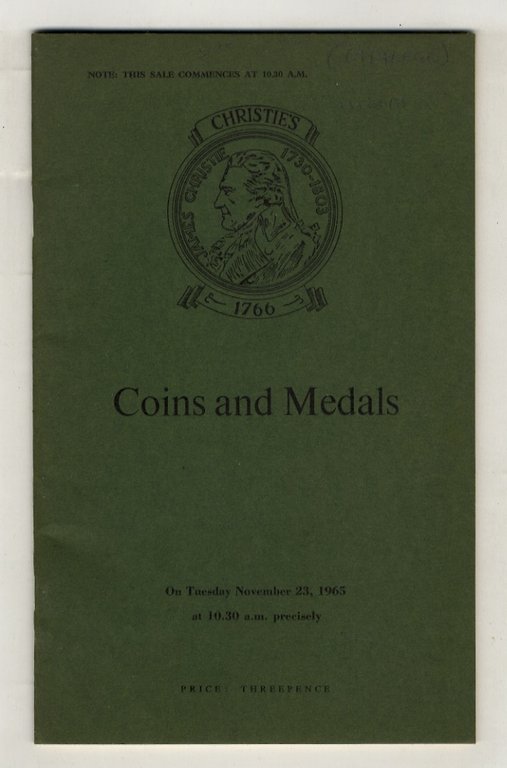 NOTE: THIS SALE COMMENCES AT 10.30 A.M.
CHRISTIE'S
JAMES CHRISTIE 1730-1803
1766
Coins and Medals
On Tuesday November 23, 1965
at 10.30 a.m. precisely
PRICE: THREEPENCE